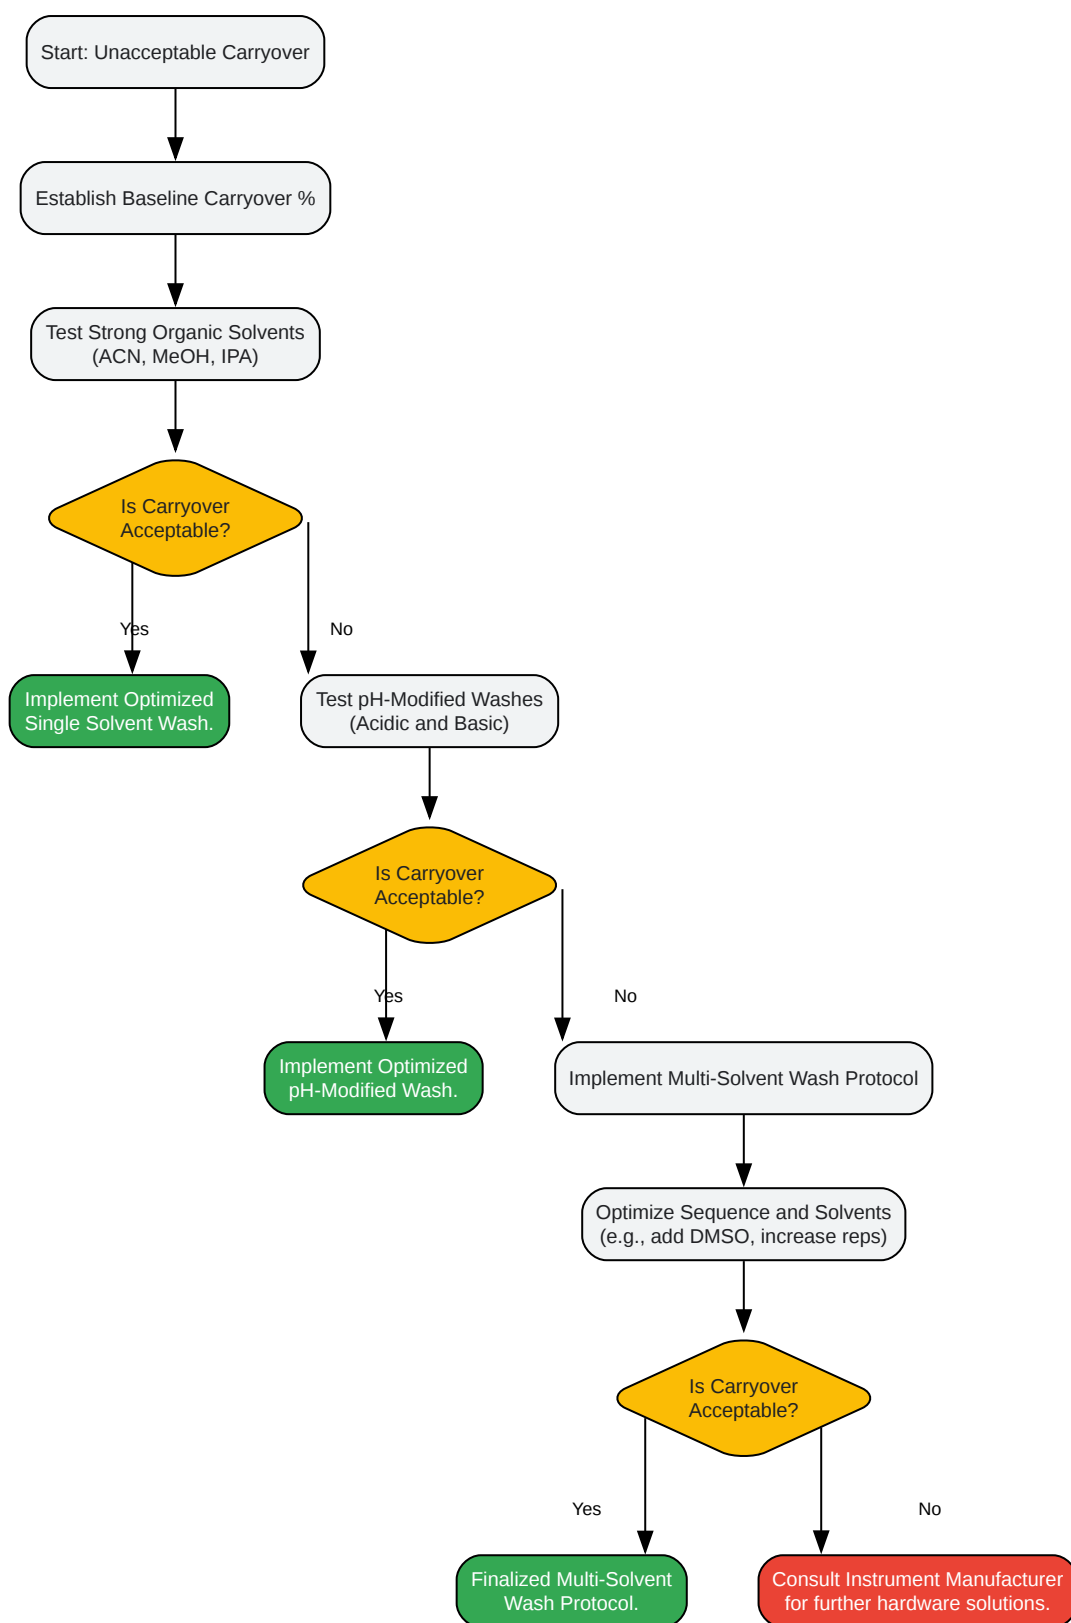 Start: Unacceptable Carryover
Establish Baseline Carryover %
Test Strong Organic Solvents
(ACN, MeOH, IPA)
Is Carryover
Acceptable?
Yes
No
Implement Optimized
Single Solvent Wash.
Test pH-Modified Washes
(Acidic and Basic)
Is Carryover
Acceptable?
Yes
No
Implement Optimized
pH-Modified Wash.
Implement Multi-Solvent Wash Protocol
Optimize Sequence and Solvents
(e.g., add DMSO, increase reps)
Is Carryover
Acceptable?
Yes
No
Finalized Multi-Solvent
Wash Protocol.
Consult Instrument Manufacturer
for further hardware solutions.